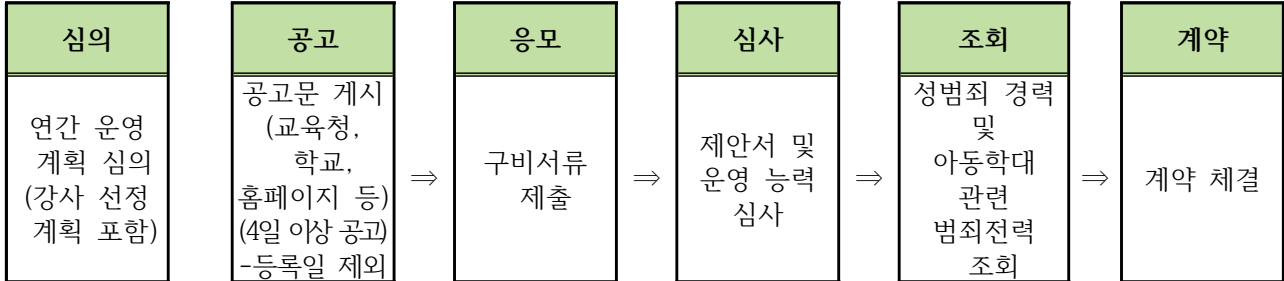 심의
연간 운영
계획 심의
(강사 선정
계획 포함)
공고
공고문 게시
(교육청,
학교,
홈페이지 등)
(4일 이상 공고)
-등록일 제외
⇒
응모
구비서류
제출
⇒
심사
제안서 및
운영 능력
심사
⇒
조회
성범죄 경력
및
아동학대
관련
범죄전력
조회
⇒
계약
계약 체결